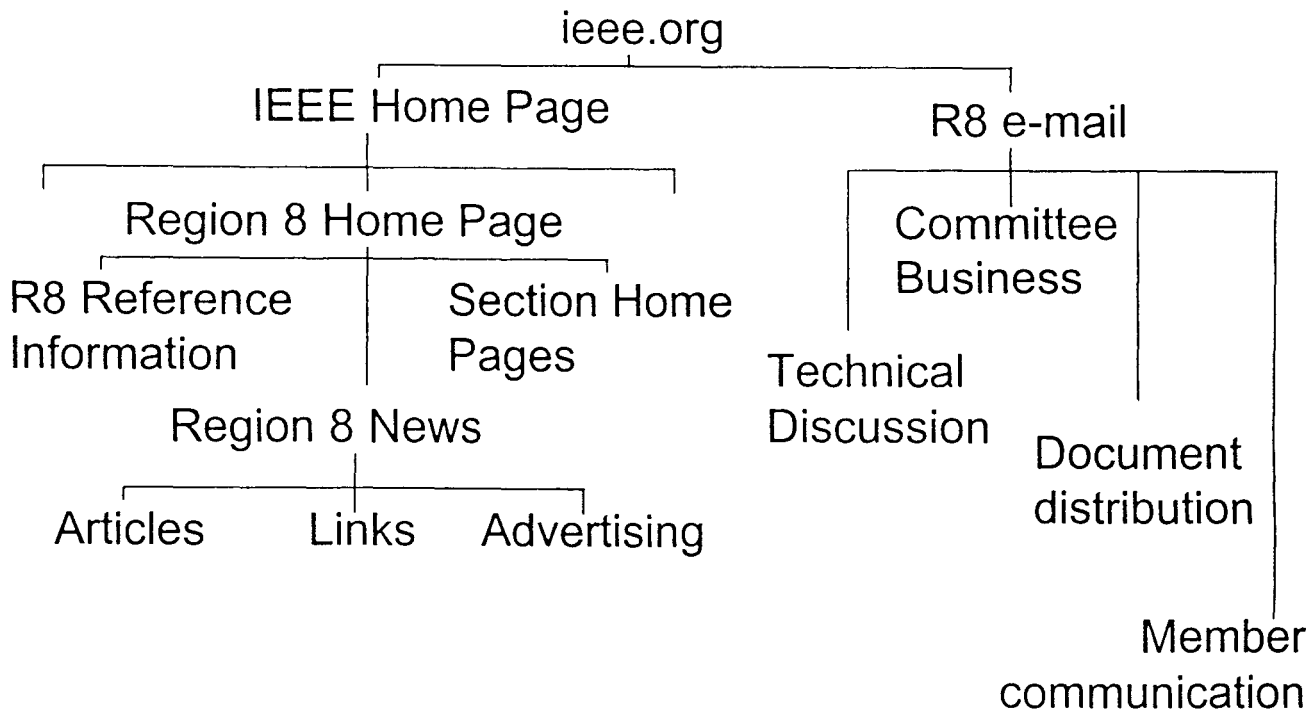 ieee.org
IEEE Home Page
R8 e-mail
Region 8 Home Page
Committee
Business
R8 Reference
Information
Section Home
Pages
Technical
Discussion
Region 8 News
Document
distribution
Articles
Links
Advertising
Member
communication